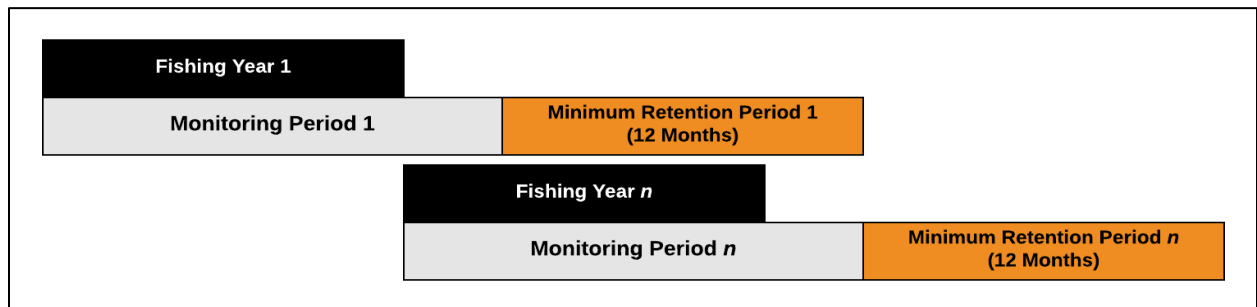 Fishing Year 1
Monitoring Period 1
Minimum Retention Period 1
(12 Months)
Fishing Year n
Monitoring Period n
Minimum Retention Period n
(12 Months)